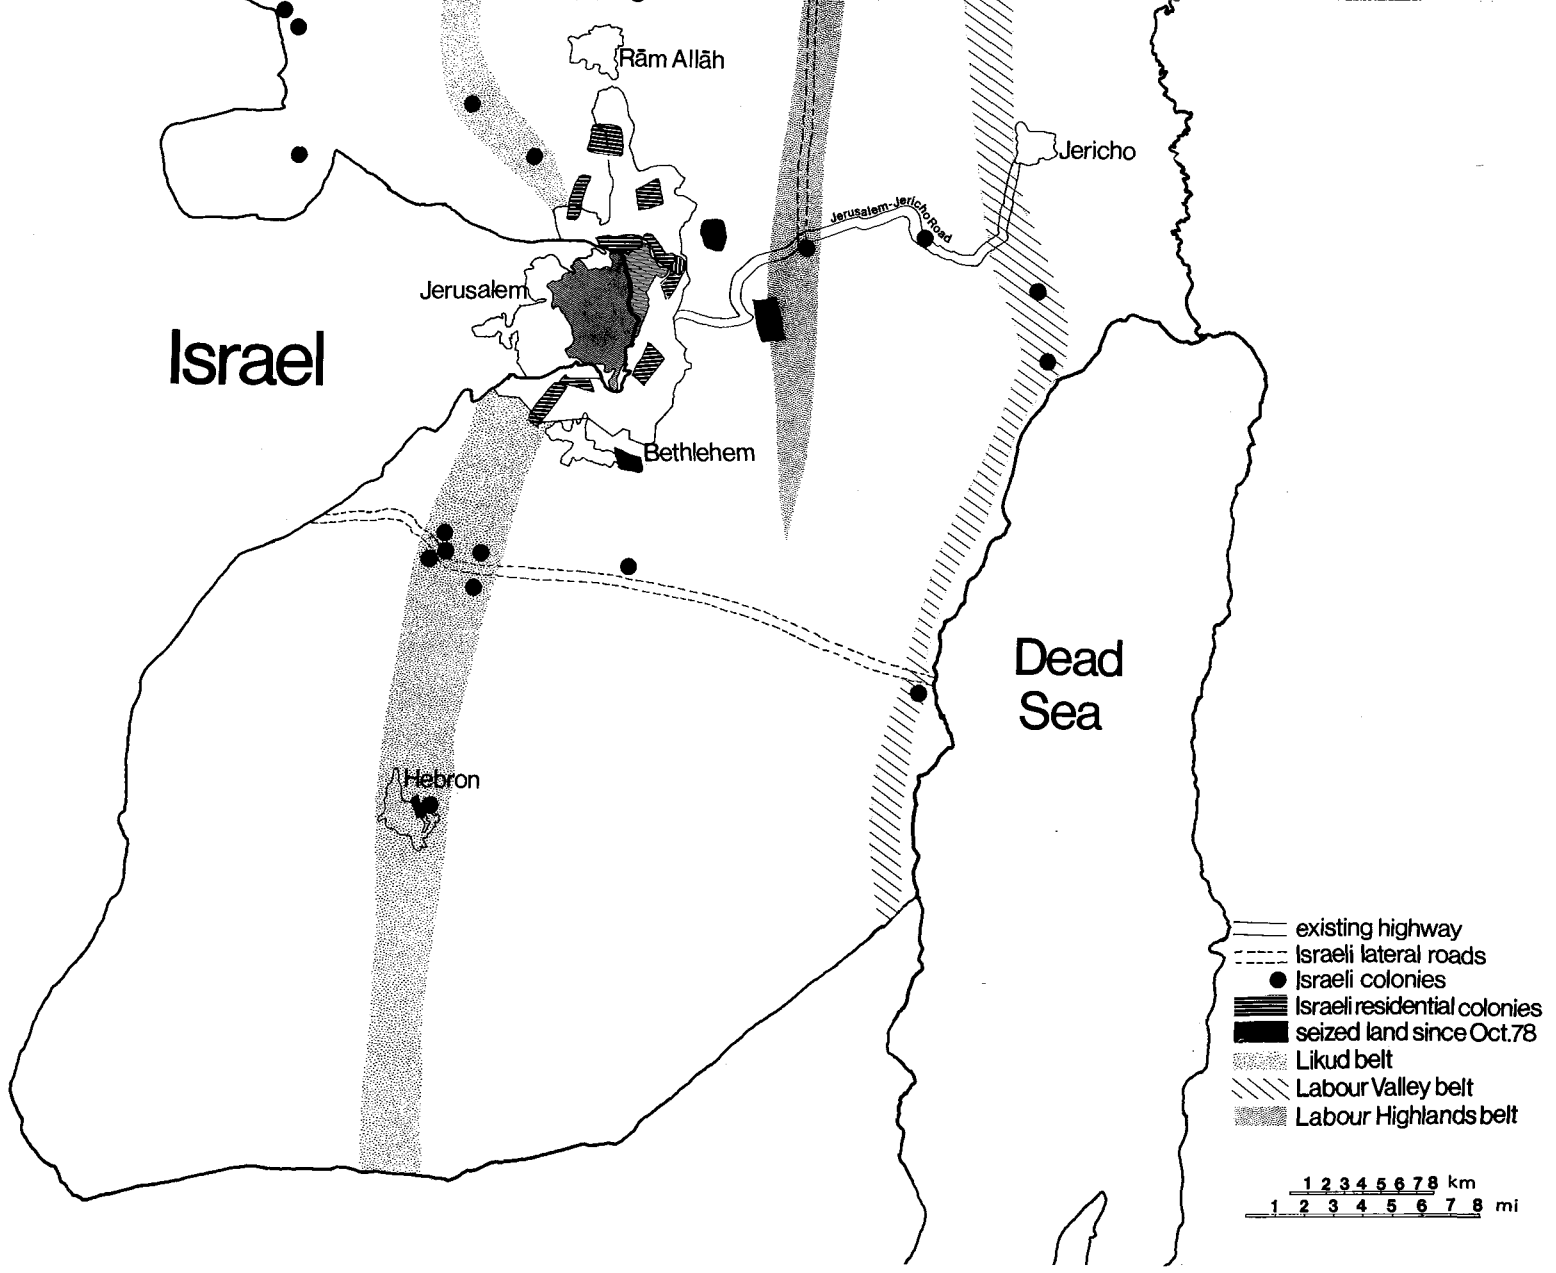 Rām Allāh
Jericho
Jerusalem-Jericho Road
Jerusalem
Israel
Bethlehem
Dead
Sea
Hebron
existing highway
Israeli lateral roads
Israeli colonies
Israeli residential colonies
seized land since Oct.78
Likud belt
Labour Valley belt
Labour Highlands belt
1 2 3 4 5 6 7 8 km
1 2 3 4 5 6 7 8 mi